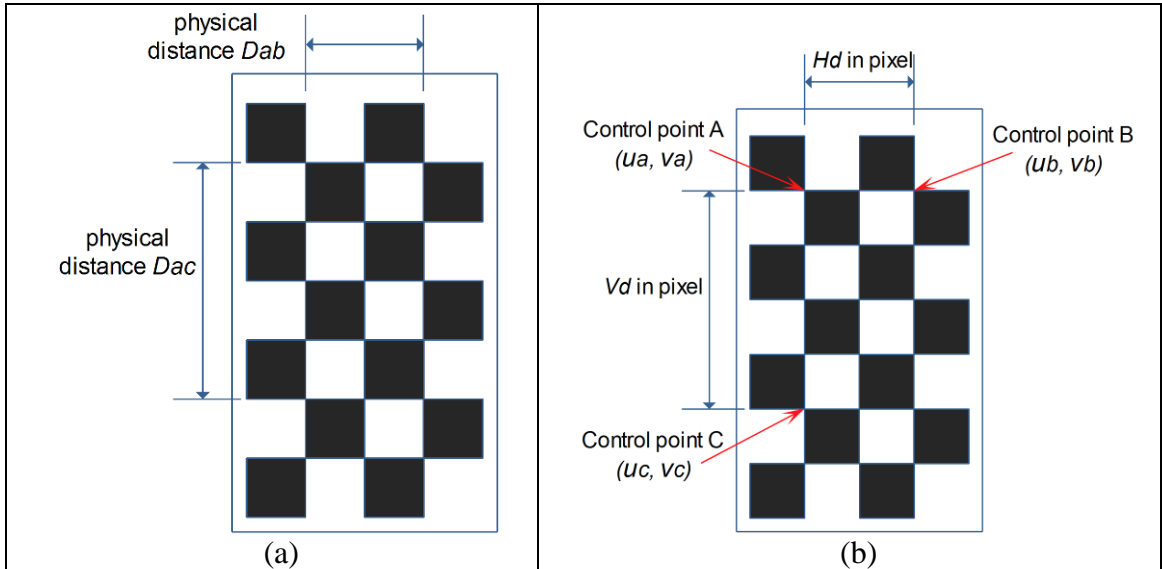 physical
distance Dab
physical
distance Dac
(a)
Hd in pixel
Control point A
(ua, va)
Control point B
(ub, vb)
Vd in pixel
Control point C
(uc, vc)
(b)